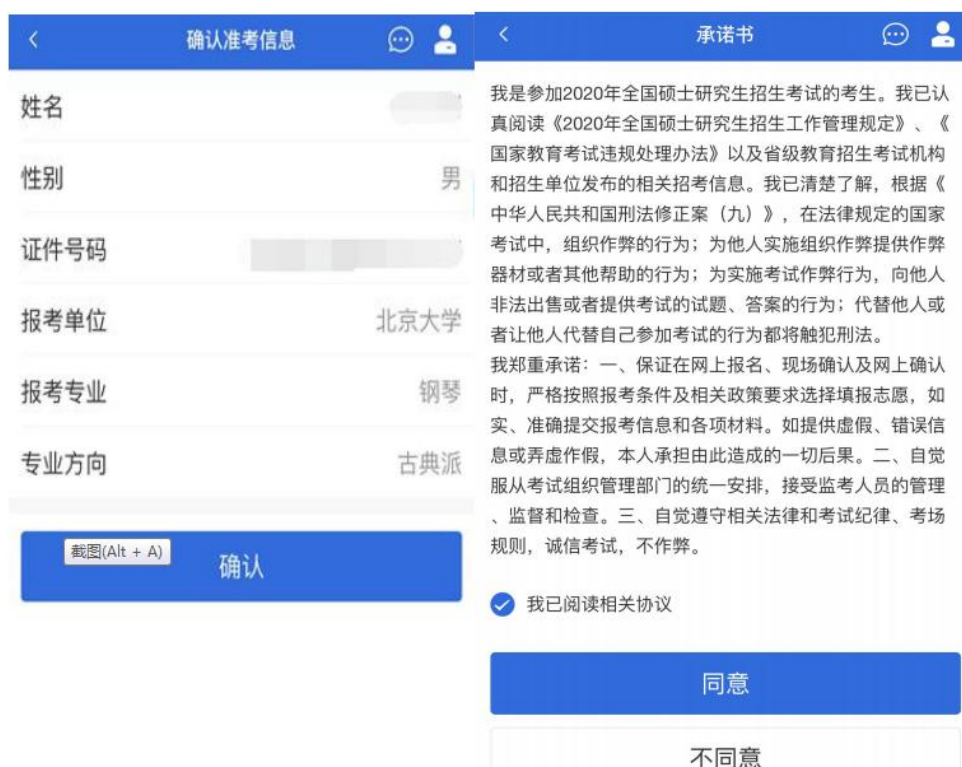 确认准考信息
姓名
性别 男
证件号码
报考单位 北京大学
报考专业 钢琴
专业方向 古典派
截图(Alt + A)
确认
承诺书
我是参加2020年全国硕士研究生招生考试的考生。我已认
真阅读《2020年全国硕士研究生招生工作管理规定》、《
国家教育考试违规处理办法》以及省级教育招生考试机构
和招生单位发布的相关招考信息。我已清楚了解，根据《
中华人民共和国刑法修正案（九）》，在法律规定的国家
考试中，组织作弊的行为；为他人实施组织作弊提供作弊
器材或者其他帮助的行为；为实施考试作弊行为，向他人
非法出售或者提供考试的试题、答案的行为；代替他人或
者让他人代替自己参加考试的行为都将触犯刑法。
我郑重承诺：一、保证在网上报名、现场确认及网上确认
时，严格按照报考条件及相关政策要求选择填报志愿，如
实、准确提交报考信息和各项材料。如提供虚假、错误信
息或弄虚作假，本人承担由此造成的一切后果。二、自觉
服从考试组织管理部门的统一安排，接受监考人员的管理
、监督和检查。三、自觉遵守相关法律和考试纪律、考场
规则，诚信考试，不作弊。
我已阅读相关协议
同意
不同意